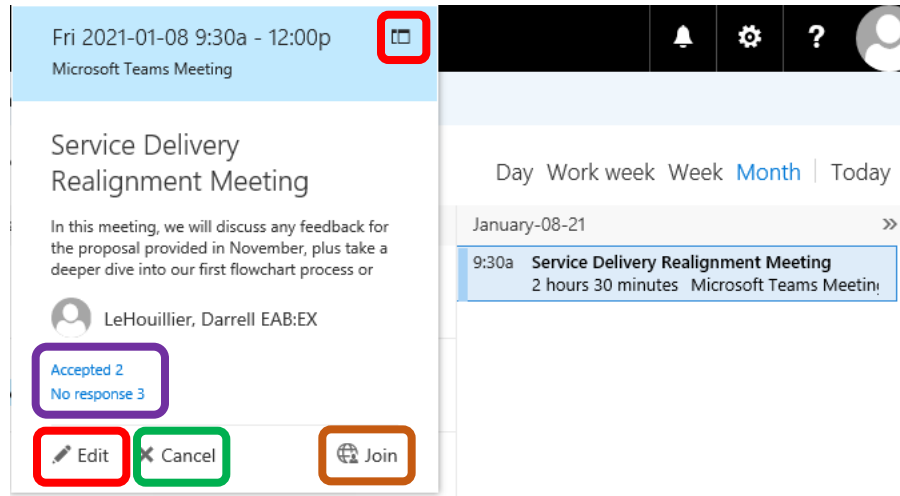 Fri 2021-01-08 9:30a - 12:00p
Microsoft Teams Meeting
?
Service Delivery
Realignment Meeting
In this meeting, we will discuss any feedback for
the proposal provided in November, plus take a
deeper dive into our first flowchart process or
LeHouillier, Darrell EAB:EX
Accepted 2
No response 3
Edit Cancel Join
Day Work week Week Month Today
January-08-21 »
9:30a Service Delivery Realignment Meeting
2 hours 30 minutes Microsoft Teams Meetin